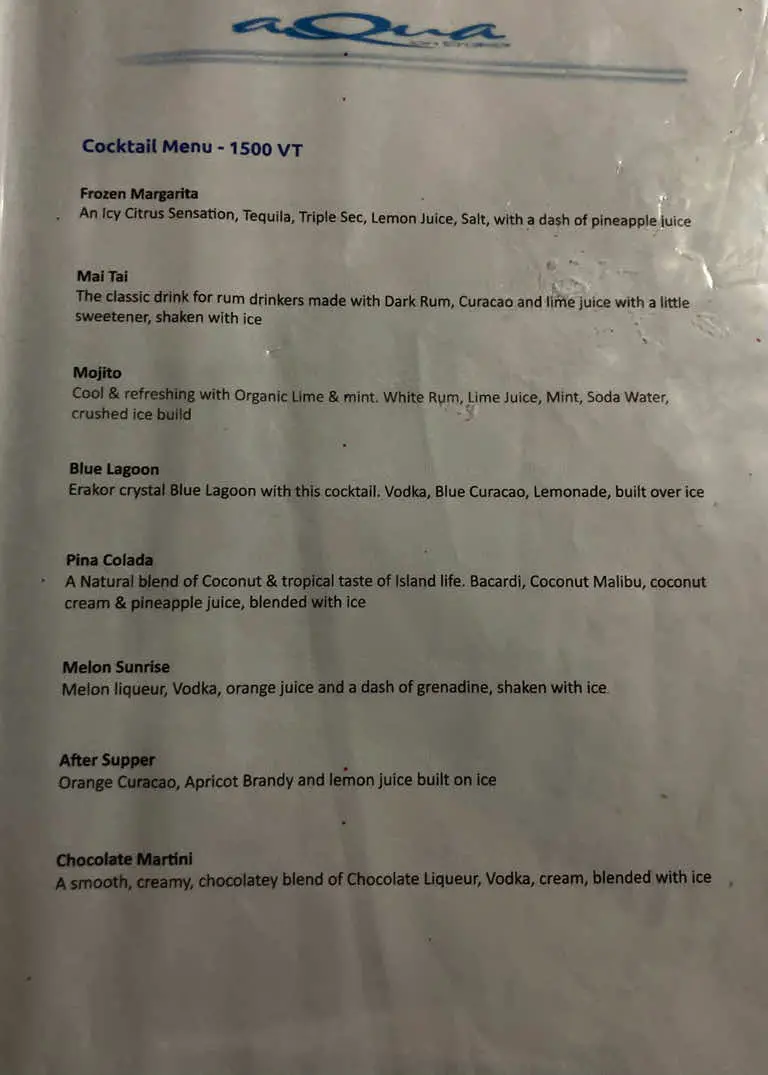 aQua
on Erakor
Cocktail Menu - 1500 VT
Frozen Margarita
An Icy Citrus Sensation, Tequila, Triple Sec, Lemon Juice, Salt, with a dash of pineapple juice
Mai Tai
The classic drink for rum drinkers made with Dark Rum, Curacao and lime juice with a little
sweetener, shaken with ice
Mojito
Cool & refreshing with Organic Lime & mint. White Rum, Lime Juice, Mint, Soda Water,
crushed ice build
Blue Lagoon
Erakor crystal Blue Lagoon with this cocktail. Vodka, Blue Curacao, Lemonade, built over ice
Pina Colada
A Natural blend of Coconut & tropical taste of Island life. Bacardi, Coconut Malibu, coconut
cream & pineapple juice, blended with ice
Melon Sunrise
Melon liqueur, Vodka, orange juice and a dash of grenadine, shaken with ice.
After Supper
Orange Curacao, Apricot Brandy and lemon juice built on ice
Chocolate Martini
A smooth, creamy, chocolatey blend of Chocolate Liqueur, Vodka, cream, blended with ice